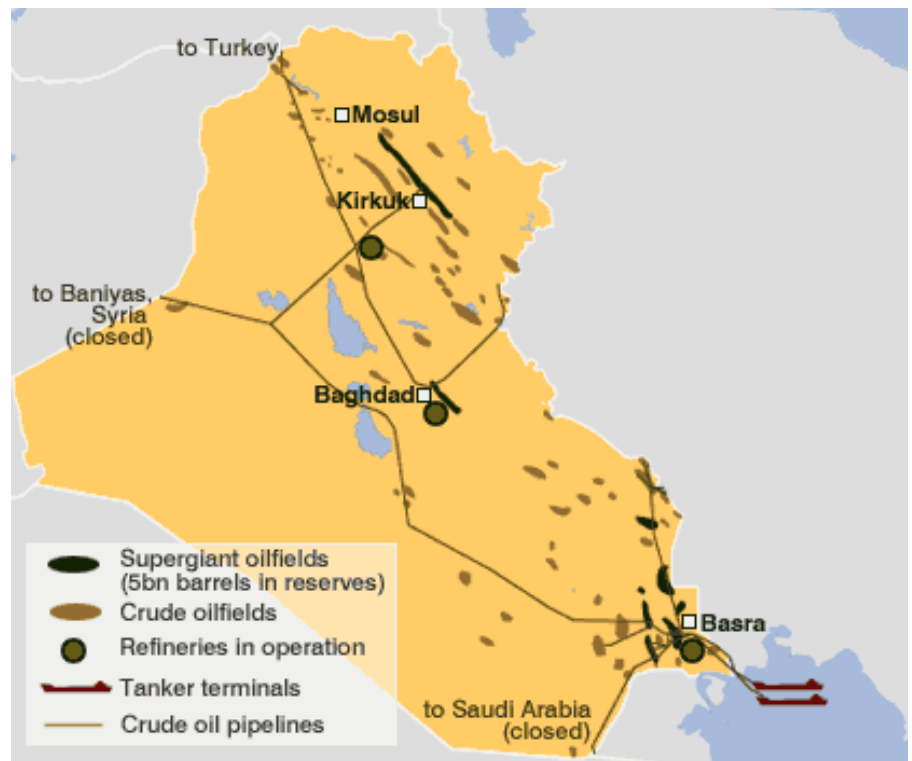 to Turkey
Mosul
Kirkuk
to Baniyas,
Syria
(closed)
Baghdad
Supergiant oilfields
(5bn barrels in reserves)
Crude oilfields
Refineries in operation
Tanker terminals
Crude oil pipelines
Basra
to Saudi Arabia
(closed)